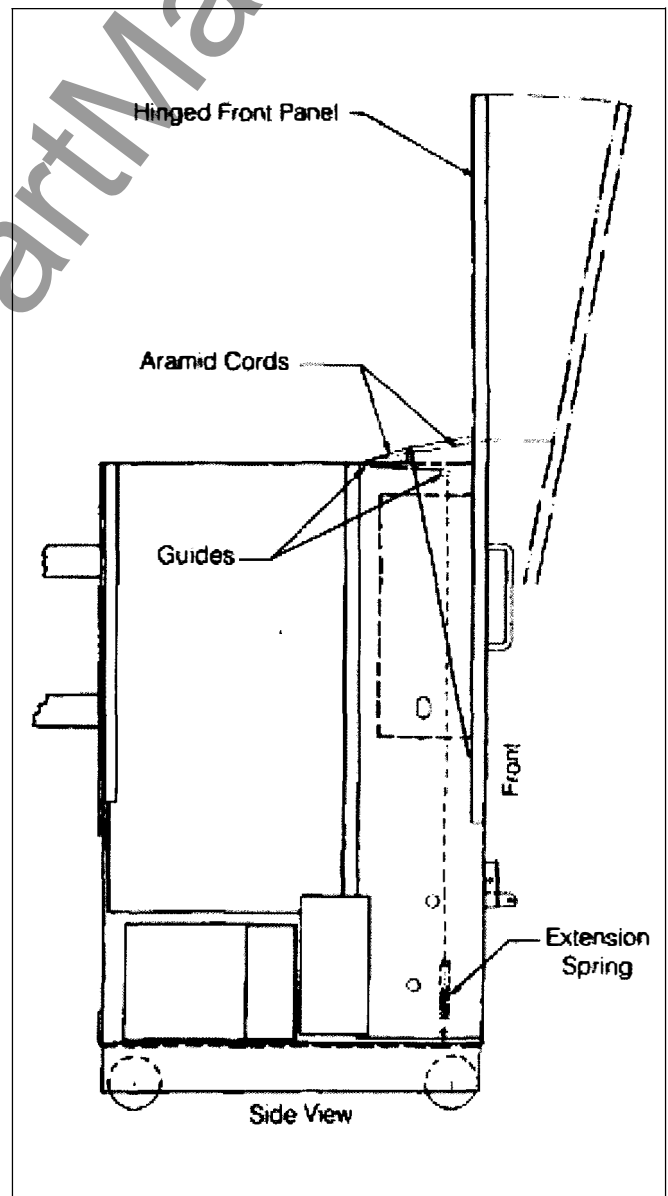 Hinged Front Panel
Aramid Cords
Guides
Front
Extension
Spring
Side View